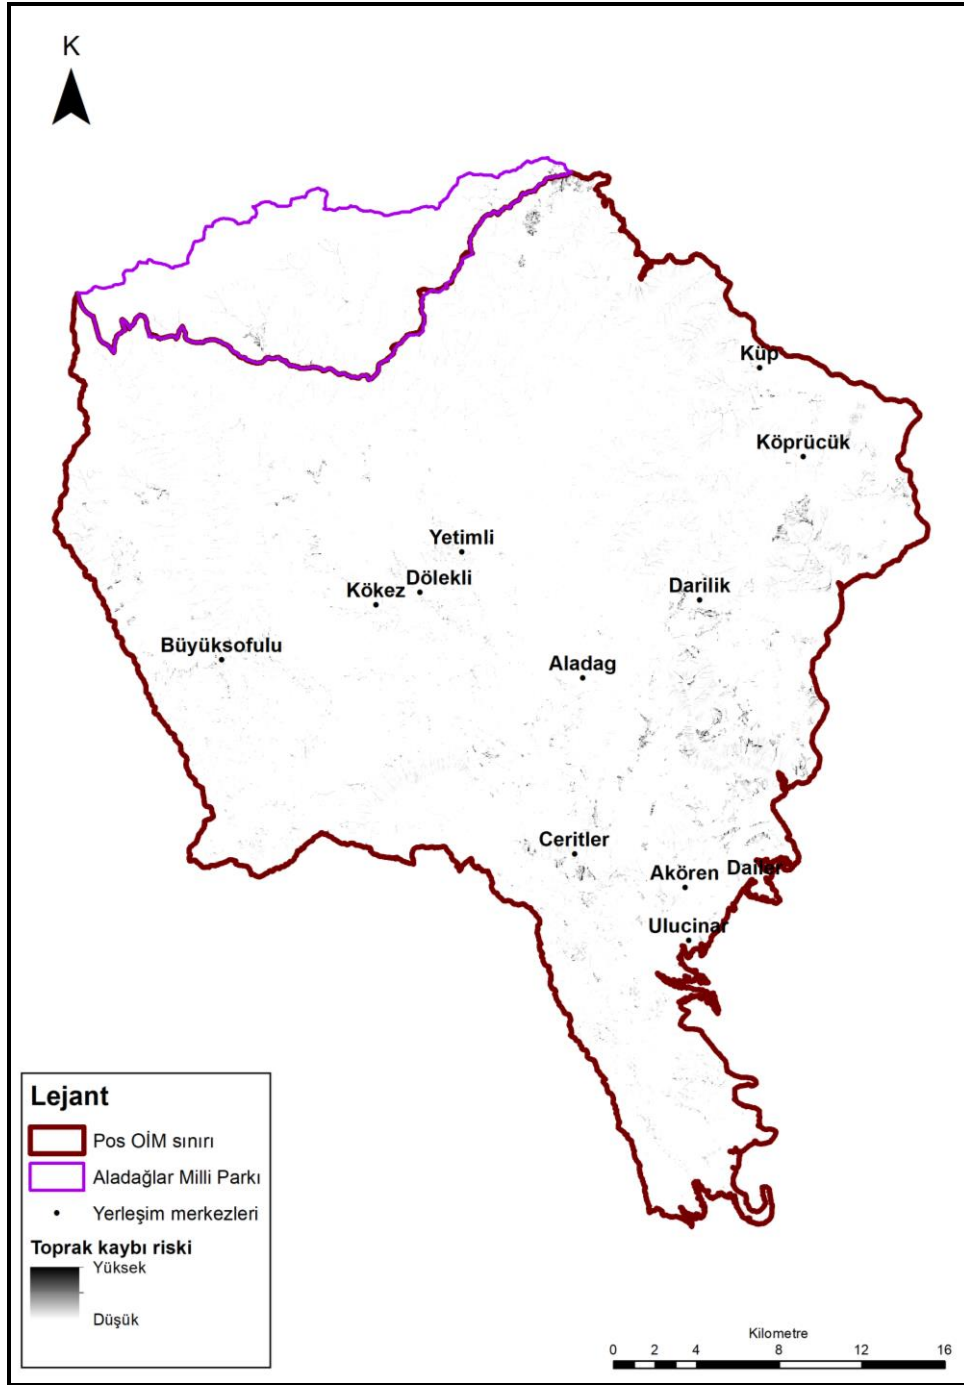 K
Küp
Köprücük
Yetimli
Dölekli
Kökez
Darilik
Büyüksofulu
Aladag
Ceritler
Akören
Dailer
Ulucinar
Lejant
Pos OİM sınırı
Aladağlar Milli Parkı
Yerleşim merkezleri
Toprak kaybı riski
Yüksek
Düşük
Kilometre
0 2 4 8 12 16